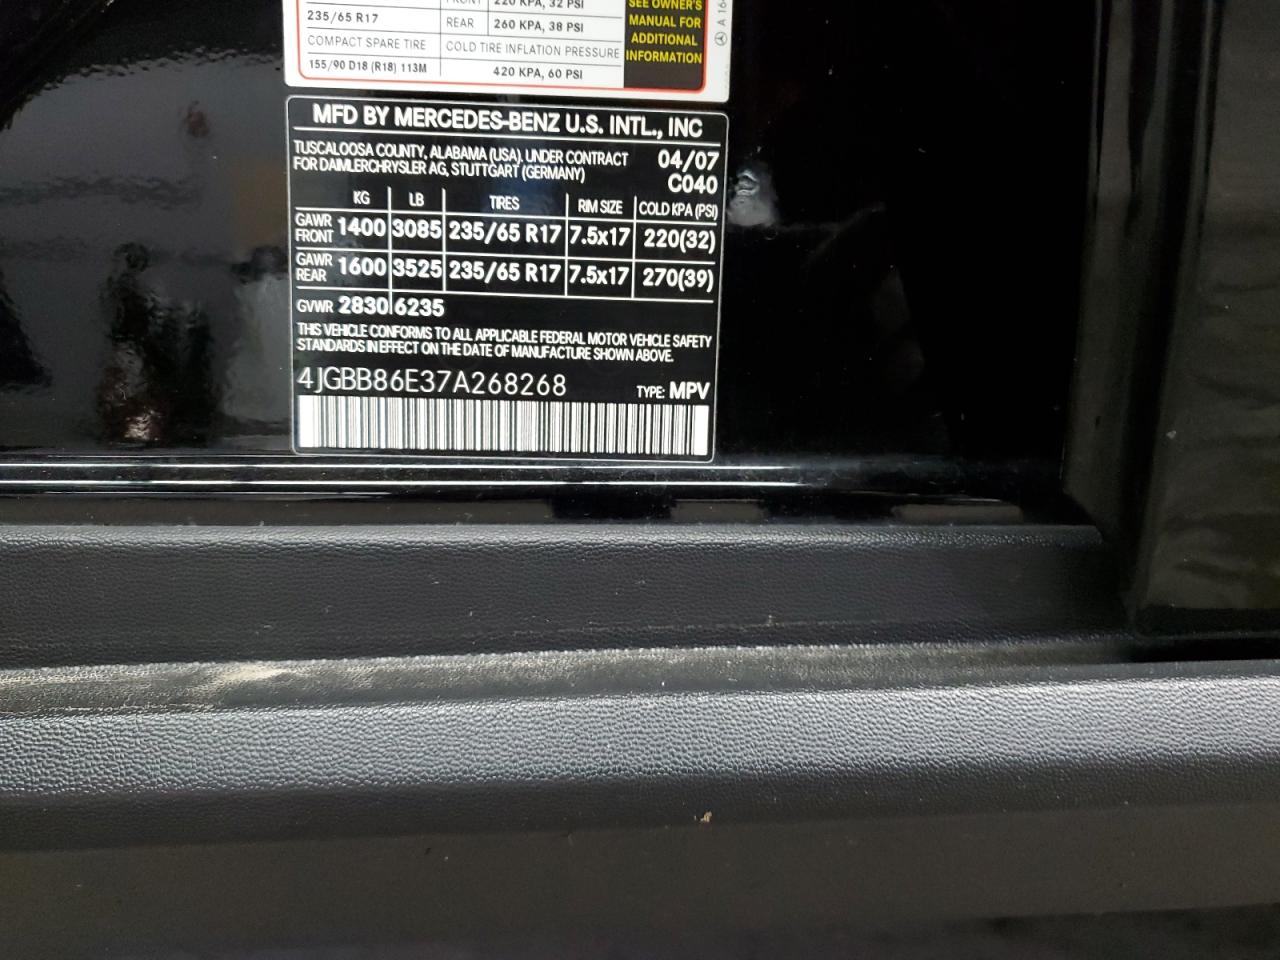 FRONT 220 KPA, 32 PSI
235/65 R17 REAR 260 KPA, 38 PSI
COMPACT SPARE TIRE COLD TIRE INFLATION PRESSURE
155/90 D18 (R18) 113M 420 KPA, 60 PSI
SEE OWNER'S
MANUAL FOR
ADDITIONAL
INFORMATION
MFD BY MERCEDES-BENZ U.S. INTL., INC
TUSCALOOSA COUNTY, ALABAMA (USA). UNDER CONTRACT 04/07
FOR DAIMLERCHRYSLER AG, STUTTGART (GERMANY) C040
KG LB TIRES RIM SIZE COLD KPA (PSI)
GAWR FRONT 1400 3085 235/65 R17 7.5x17 220(32)
GAWR REAR 1600 3525 235/65 R17 7.5x17 270(39)
GVWR 2830 6235
THIS VEHICLE CONFORMS TO ALL APPLICABLE FEDERAL MOTOR VEHICLE SAFETY
STANDARDS IN EFFECT ON THE DATE OF MANUFACTURE SHOWN ABOVE.
4JGBB86E37A268268 TYPE: MPV